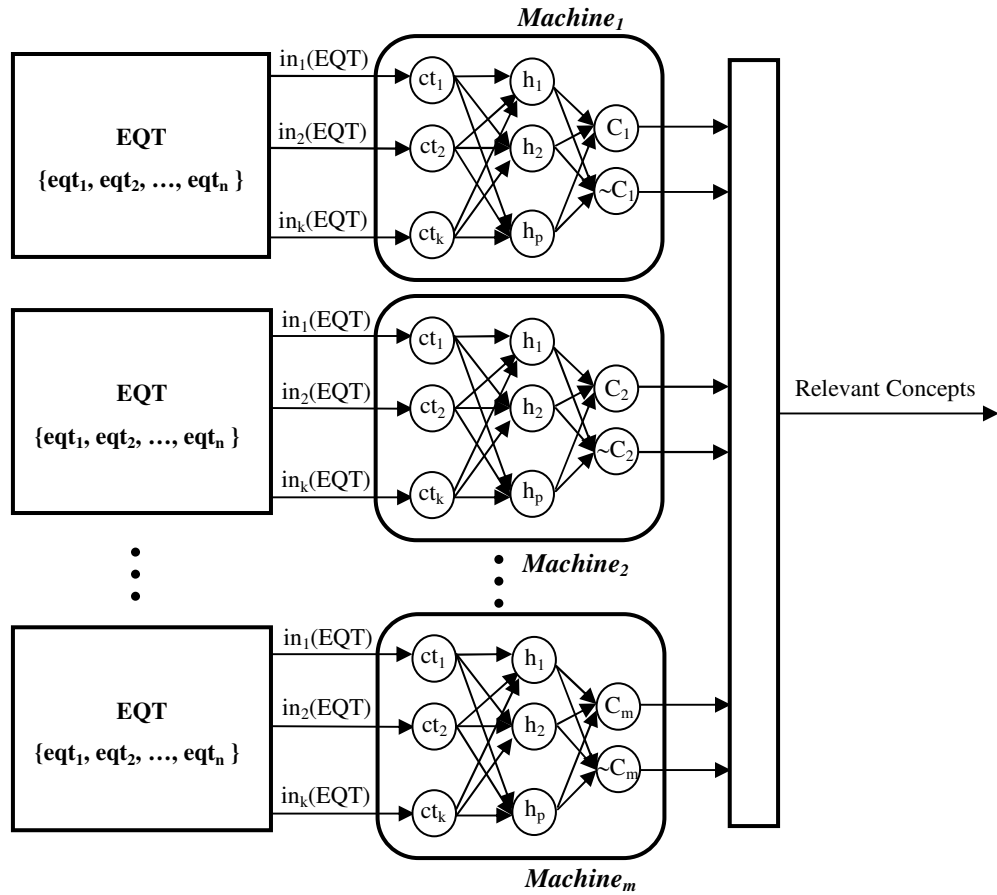 Machine₁
in₁(EQT)
ct₁
h₁
C₁
EQT
in₂(EQT)
ct₂
h₂
{eqt₁, eqt₂, …, eqtₙ }
~C₁
inₖ(EQT)
ctₖ
hₚ
in₁(EQT)
ct₁
h₁
C₂
EQT
in₂(EQT)
ct₂
h₂
Relevant Concepts
{eqt₁, eqt₂, …, eqtₙ }
~C₂
inₖ(EQT)
ctₖ
hₚ
Machine₂
in₁(EQT)
ct₁
h₁
Cₘ
EQT
in₂(EQT)
ct₂
h₂
{eqt₁, eqt₂, …, eqtₙ }
~Cₘ
inₖ(EQT)
ctₖ
hₚ
Machineₘ